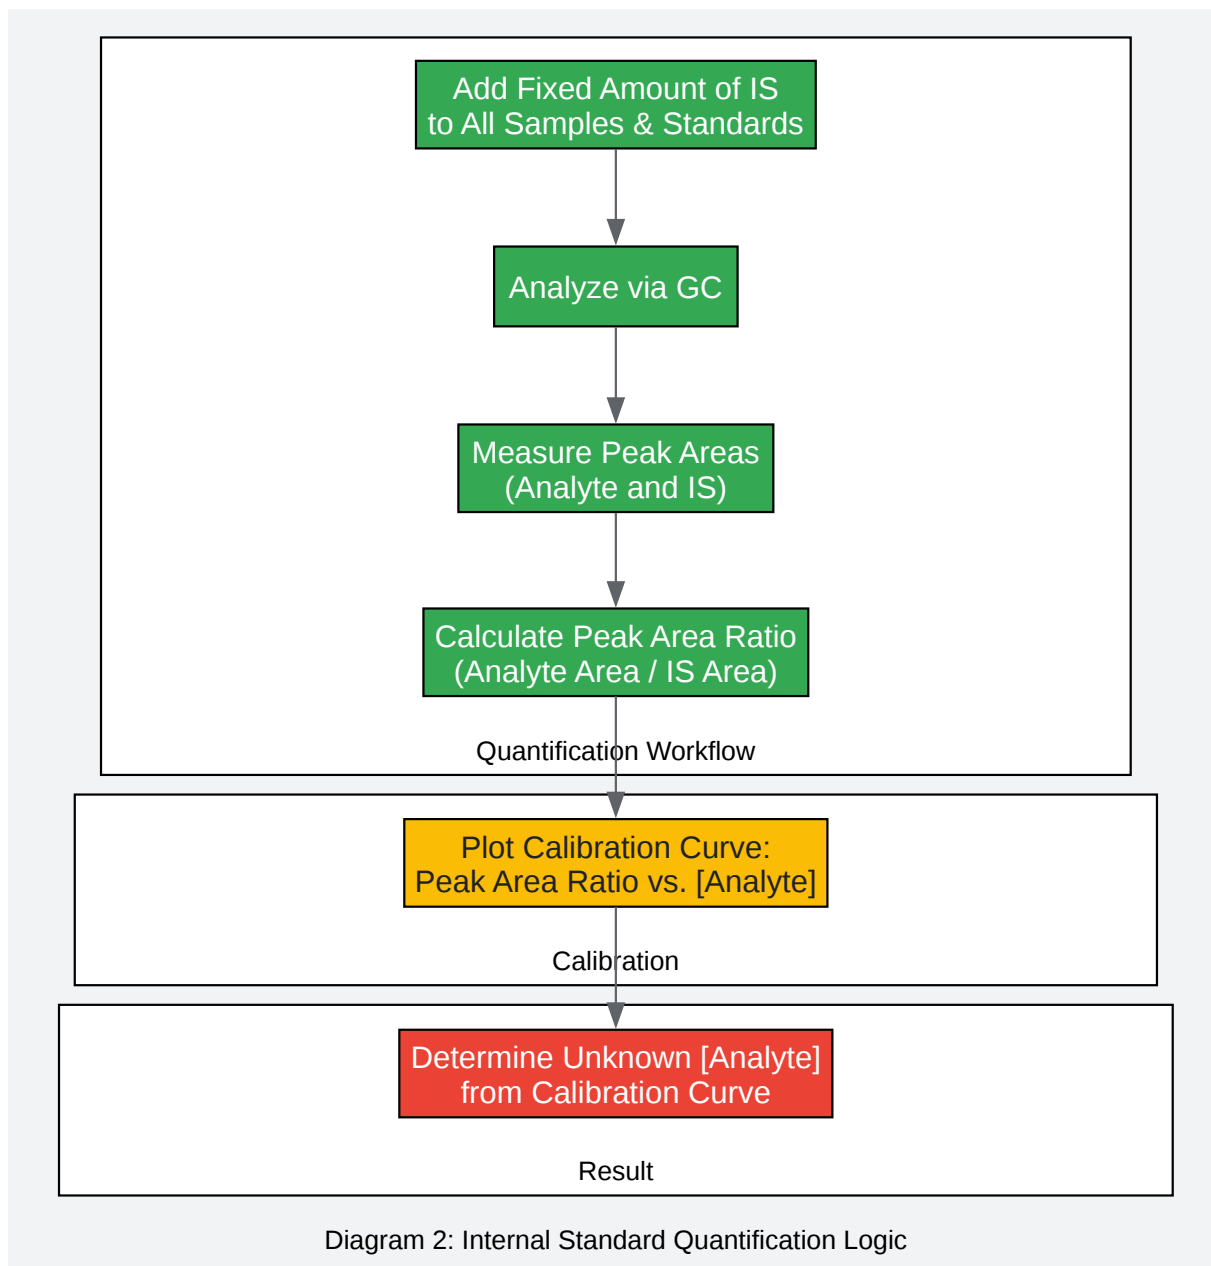 Add Fixed Amount of IS
to All Samples & Standards
Analyze via GC
Measure Peak Areas
(Analyte and IS)
Calculate Peak Area Ratio
(Analyte Area / IS Area)
Quantification Workflow
Plot Calibration Curve:
Peak Area Ratio vs. [Analyte]
Calibration
Determine Unknown [Analyte]
from Calibration Curve
Result
Diagram 2: Internal Standard Quantification Logic